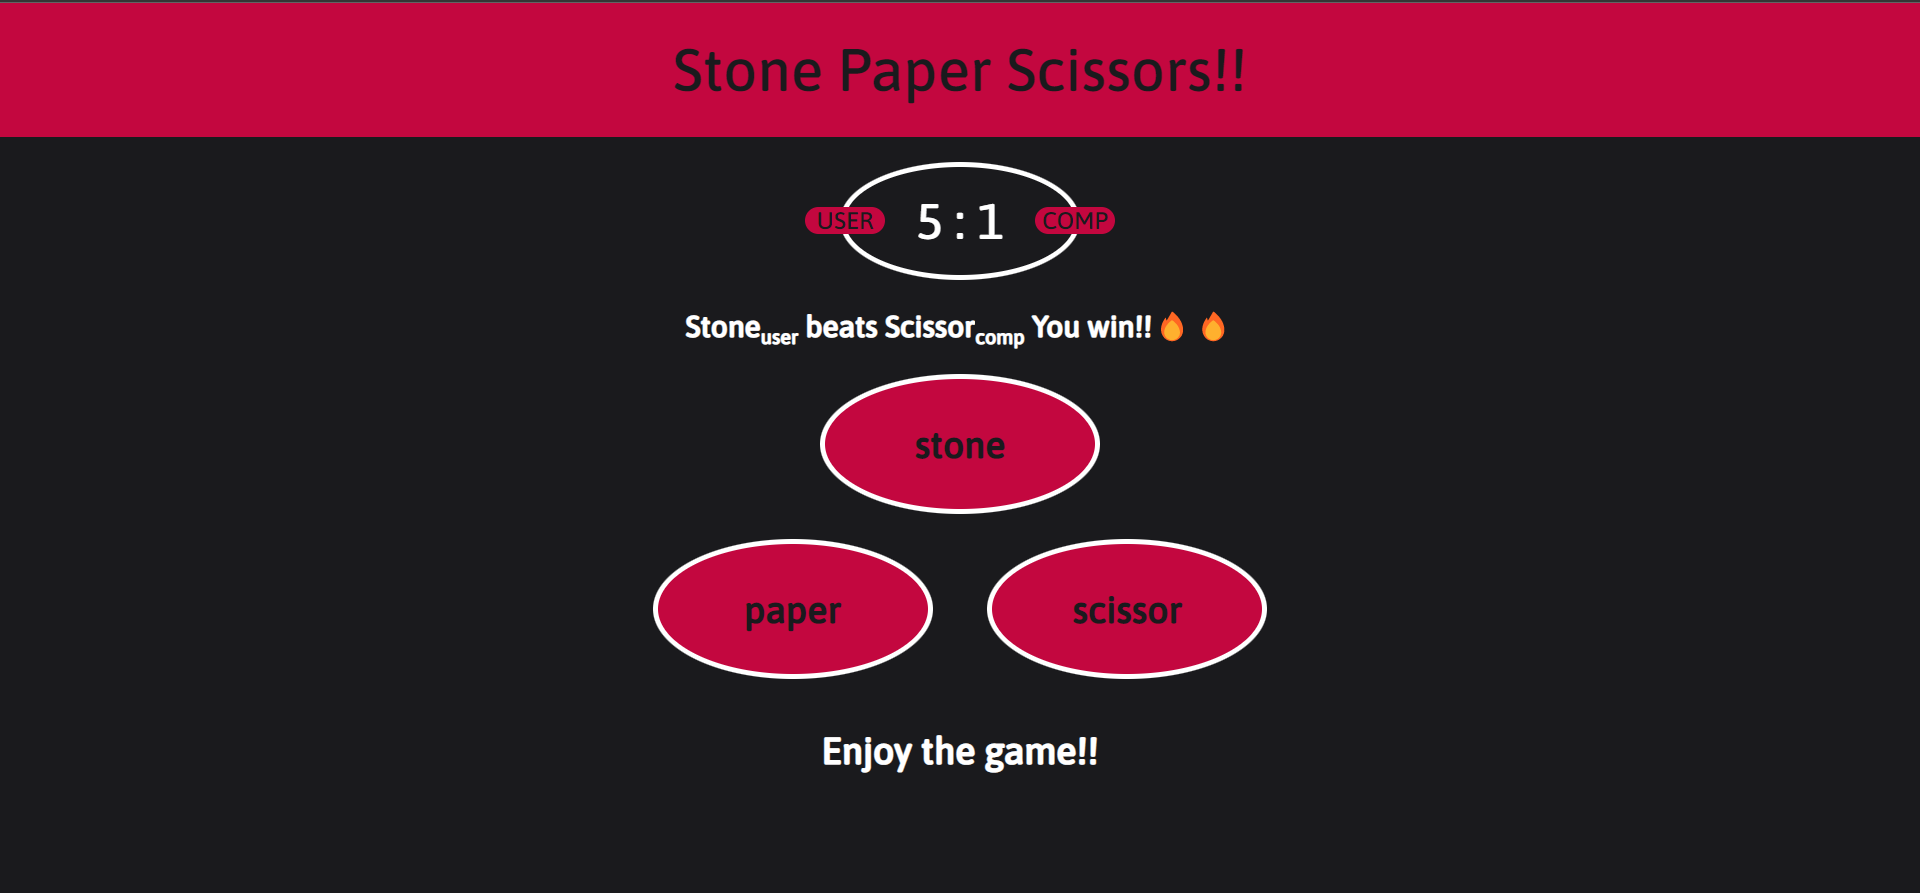 Stone Paper Scissors!!
USER 5:1 COMP
Stoneuser beats Scissorcomp You win!!🔥 🔥
stone
paper scissor
Enjoy the game!!